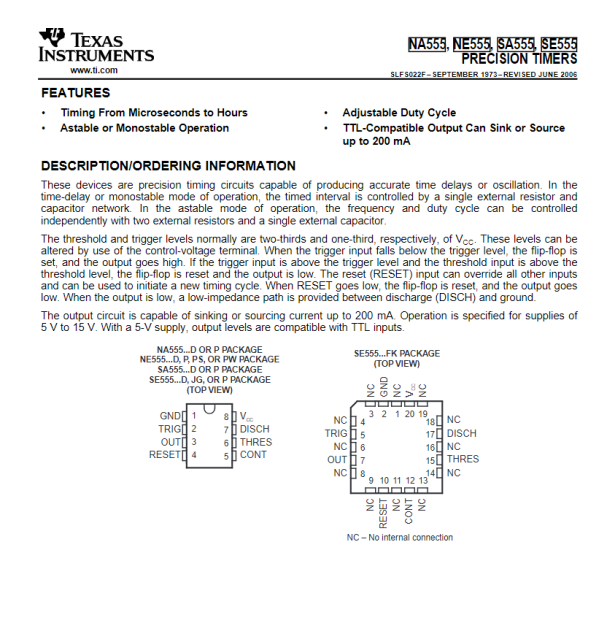 TEXAS
INSTRUMENTS
www.ti.com
NA555, NE555, SA555, SE555
PRECISION TIMERS
SLFS022F – SEPTEMBER 1973 – REVISED JUNE 2006
FEATURES
• Timing From Microseconds to Hours
• Astable or Monostable Operation
• Adjustable Duty Cycle
• TTL-Compatible Output Can Sink or Source
up to 200 mA
DESCRIPTION/ORDERING INFORMATION
These devices are precision timing circuits capable of producing accurate time delays or oscillation. In the
time-delay or monostable mode of operation, the timed interval is controlled by a single external resistor and
capacitor network. In the astable mode of operation, the frequency and duty cycle can be controlled
independently with two external resistors and a single external capacitor.
The threshold and trigger levels normally are two-thirds and one-third, respectively, of VCC. These levels can be
altered by use of the control-voltage terminal. When the trigger input falls below the trigger level, the flip-flop is
set, and the output goes high. If the trigger input is above the trigger level and the threshold input is above the
threshold level, the flip-flop is reset and the output is low. The reset (RESET) input can override all other inputs
and can be used to initiate a new timing cycle. When RESET goes low, the flip-flop is reset, and the output goes
low. When the output is low, a low-impedance path is provided between discharge (DISCH) and ground.
The output circuit is capable of sinking or sourcing current up to 200 mA. Operation is specified for supplies of
5 V to 15 V. With a 5-V supply, output levels are compatible with TTL inputs.
NA555...D OR P PACKAGE
NE555...D, P, PS, OR PW PACKAGE
SA555...D OR P PACKAGE
SE555...D, JG, OR P PACKAGE
(TOP VIEW)
GND 1 8 VCC
TRIG 2 7 DISCH
OUT 3 6 THRES
RESET 4 5 CONT
SE555...FK PACKAGE
(TOP VIEW)
NC GND NC VCC NC
3 2 1 20 19
NC 4 18 NC
TRIG 5 17 DISCH
NC 6 16 NC
OUT 7 15 THRES
NC 8 14 NC
9 10 11 12 13
NC RESET NC CONT NC
NC – No internal connection